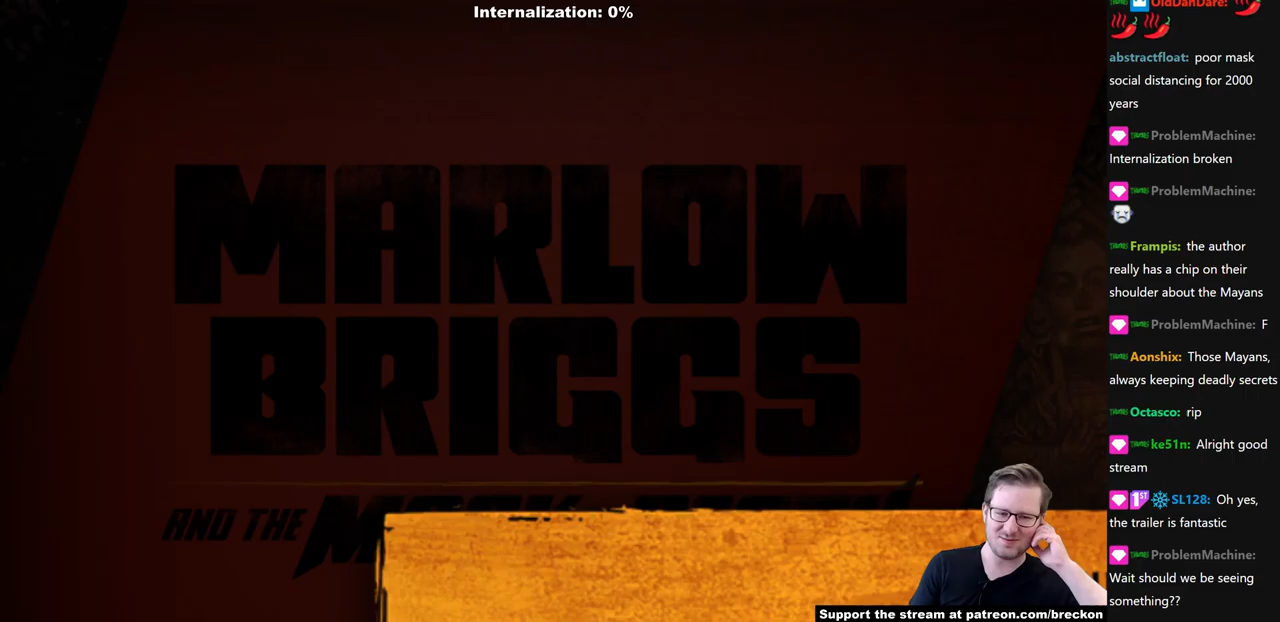 Internalization: 0%
MARLOW
BRIGGS
AND THE
Support the stream at patreon.com/breckon
OldDanDare:
abstractfloat: poor mask
social distancing for 2000
years
ProblemMachine:
Internalization broken
ProblemMachine:
Frampis: the author
really has a chip on their
shoulder about the Mayans
ProblemMachine: F
Aonshix: Those Mayans,
always keeping deadly secrets
Octasco: rip
ke51n: Alright good
stream
1ST SL128: Oh yes,
the trailer is fantastic
ProblemMachine:
Wait should we be seeing
something??